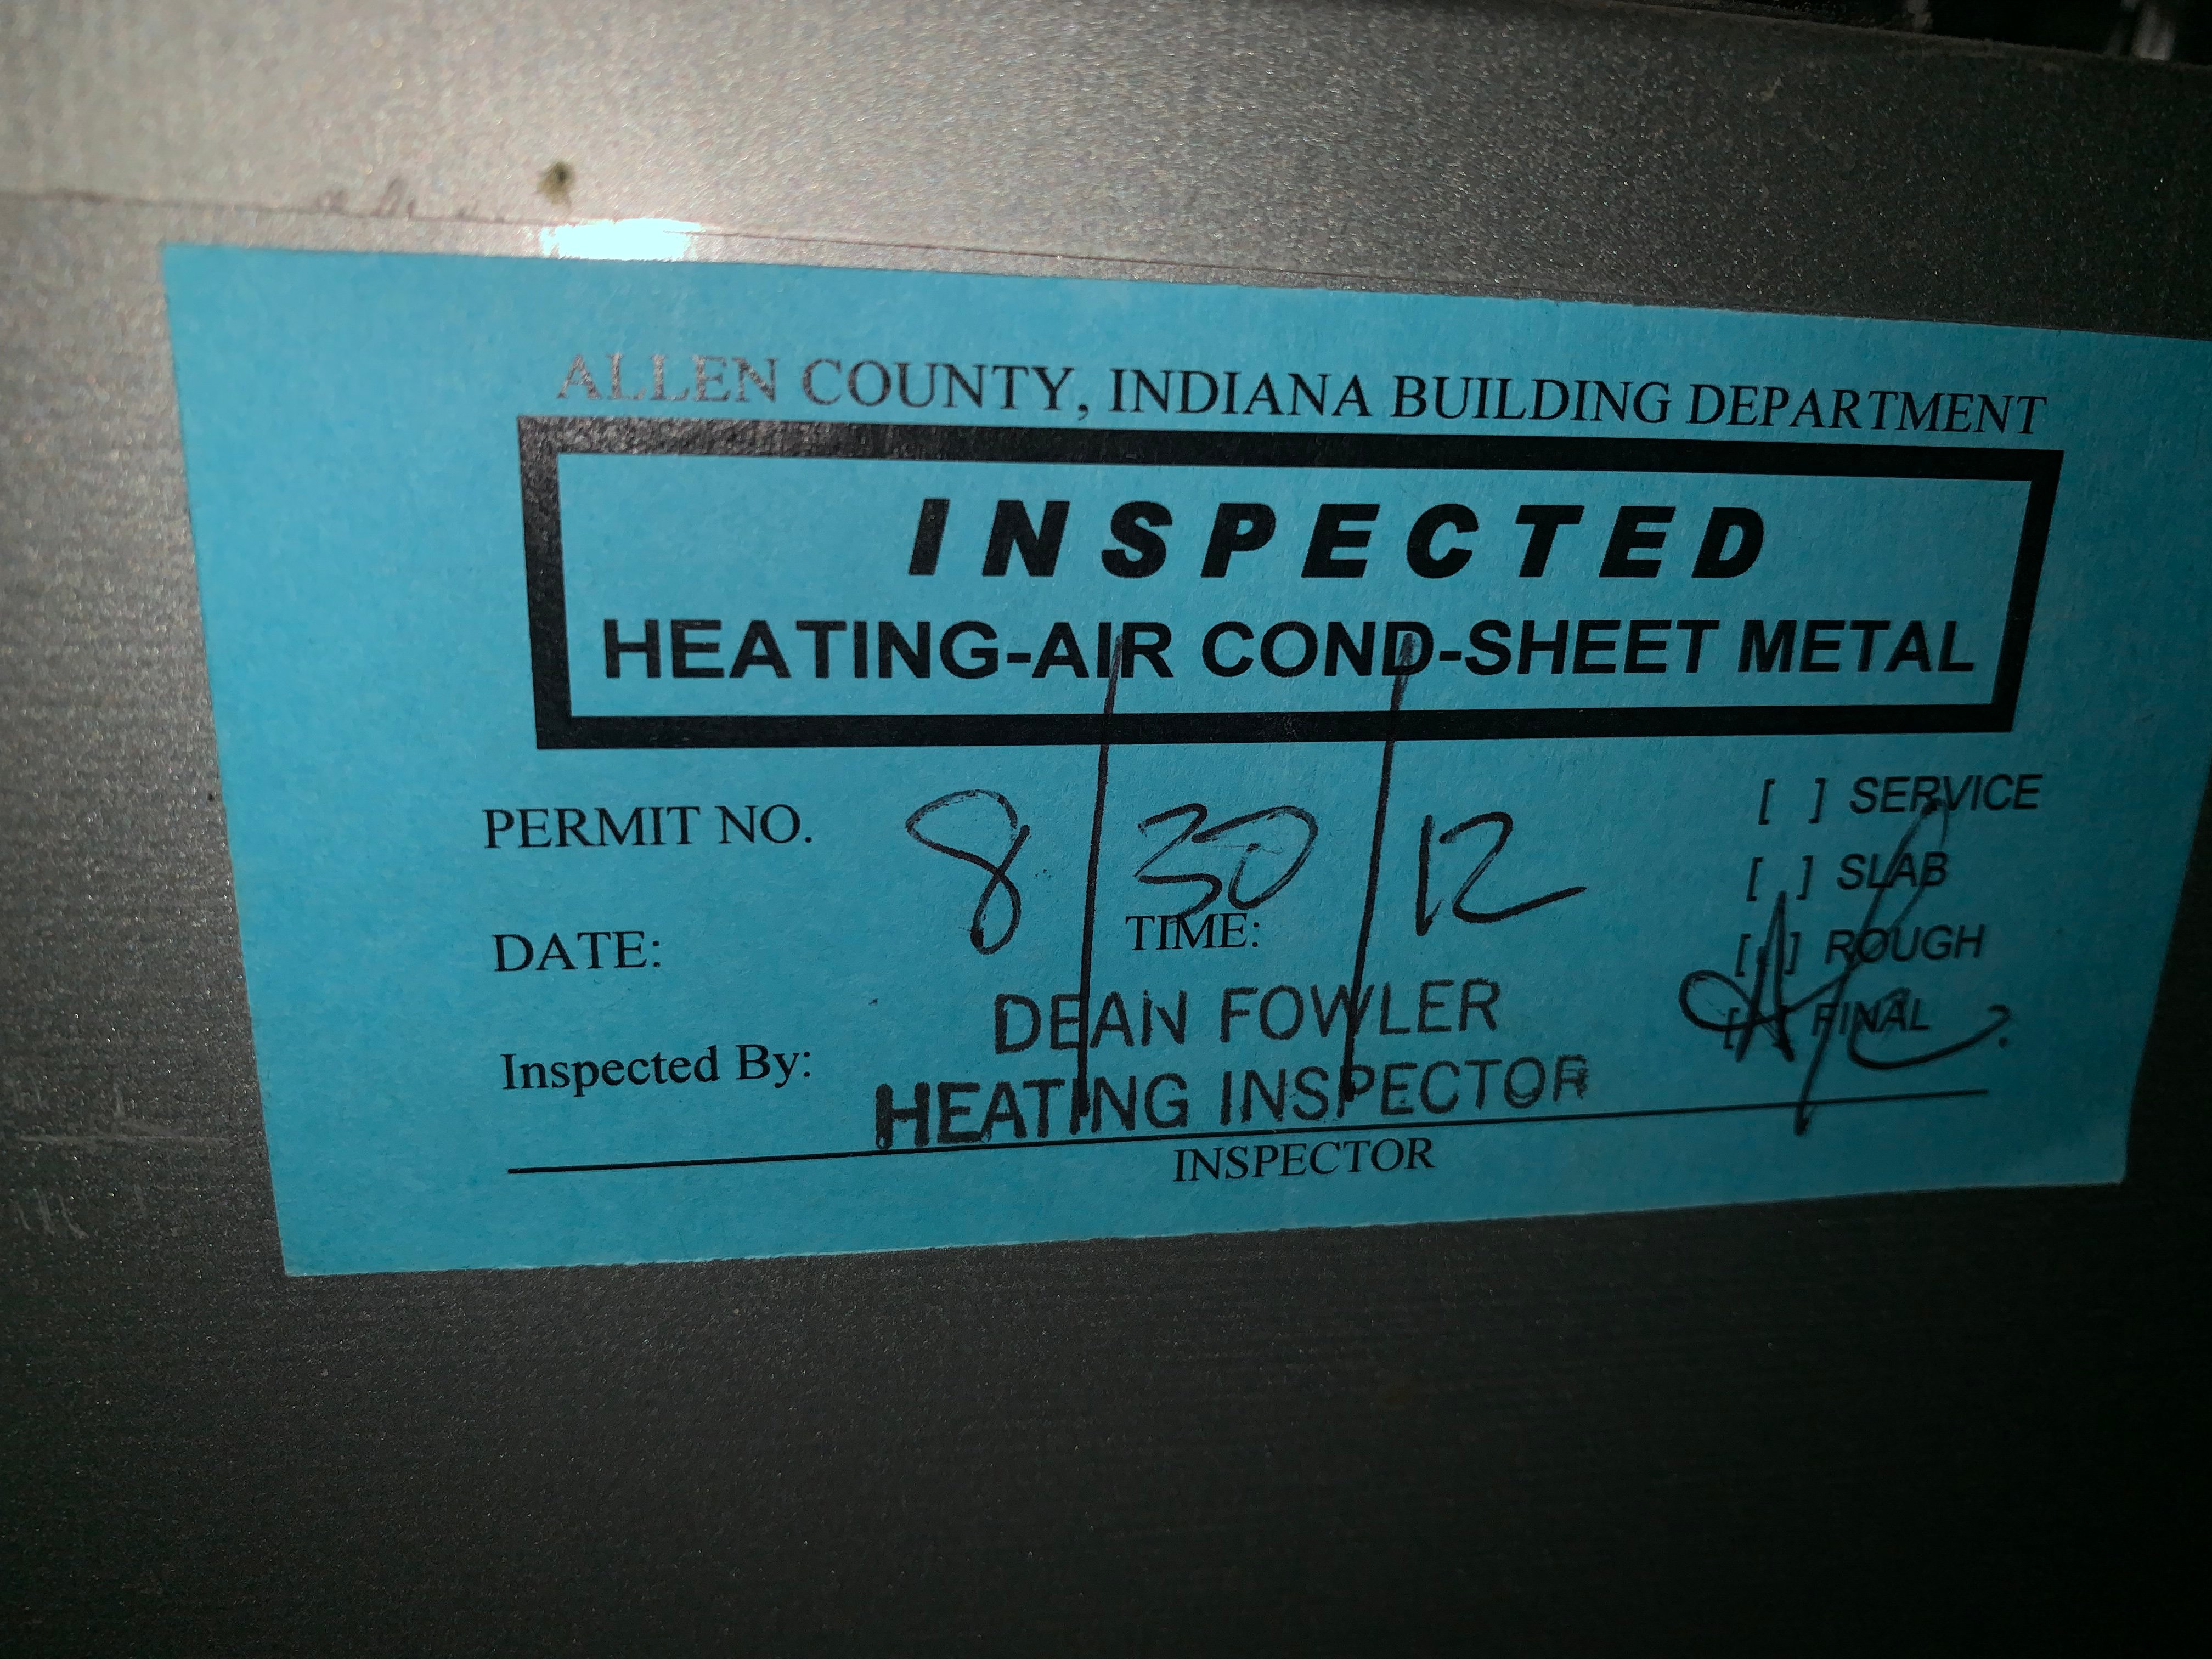 ALLEN COUNTY, INDIANA BUILDING DEPARTMENT
INSPECTED
HEATING-AIR COND-SHEET METAL
PERMIT NO.
8/30/12
[ ] SERVICE
[ ] SLAB
DATE:
TIME:
[ ] ROUGH
[ ] FINAL
DEAN FOWLER
Inspected By:
HEATING INSPECTOR
INSPECTOR